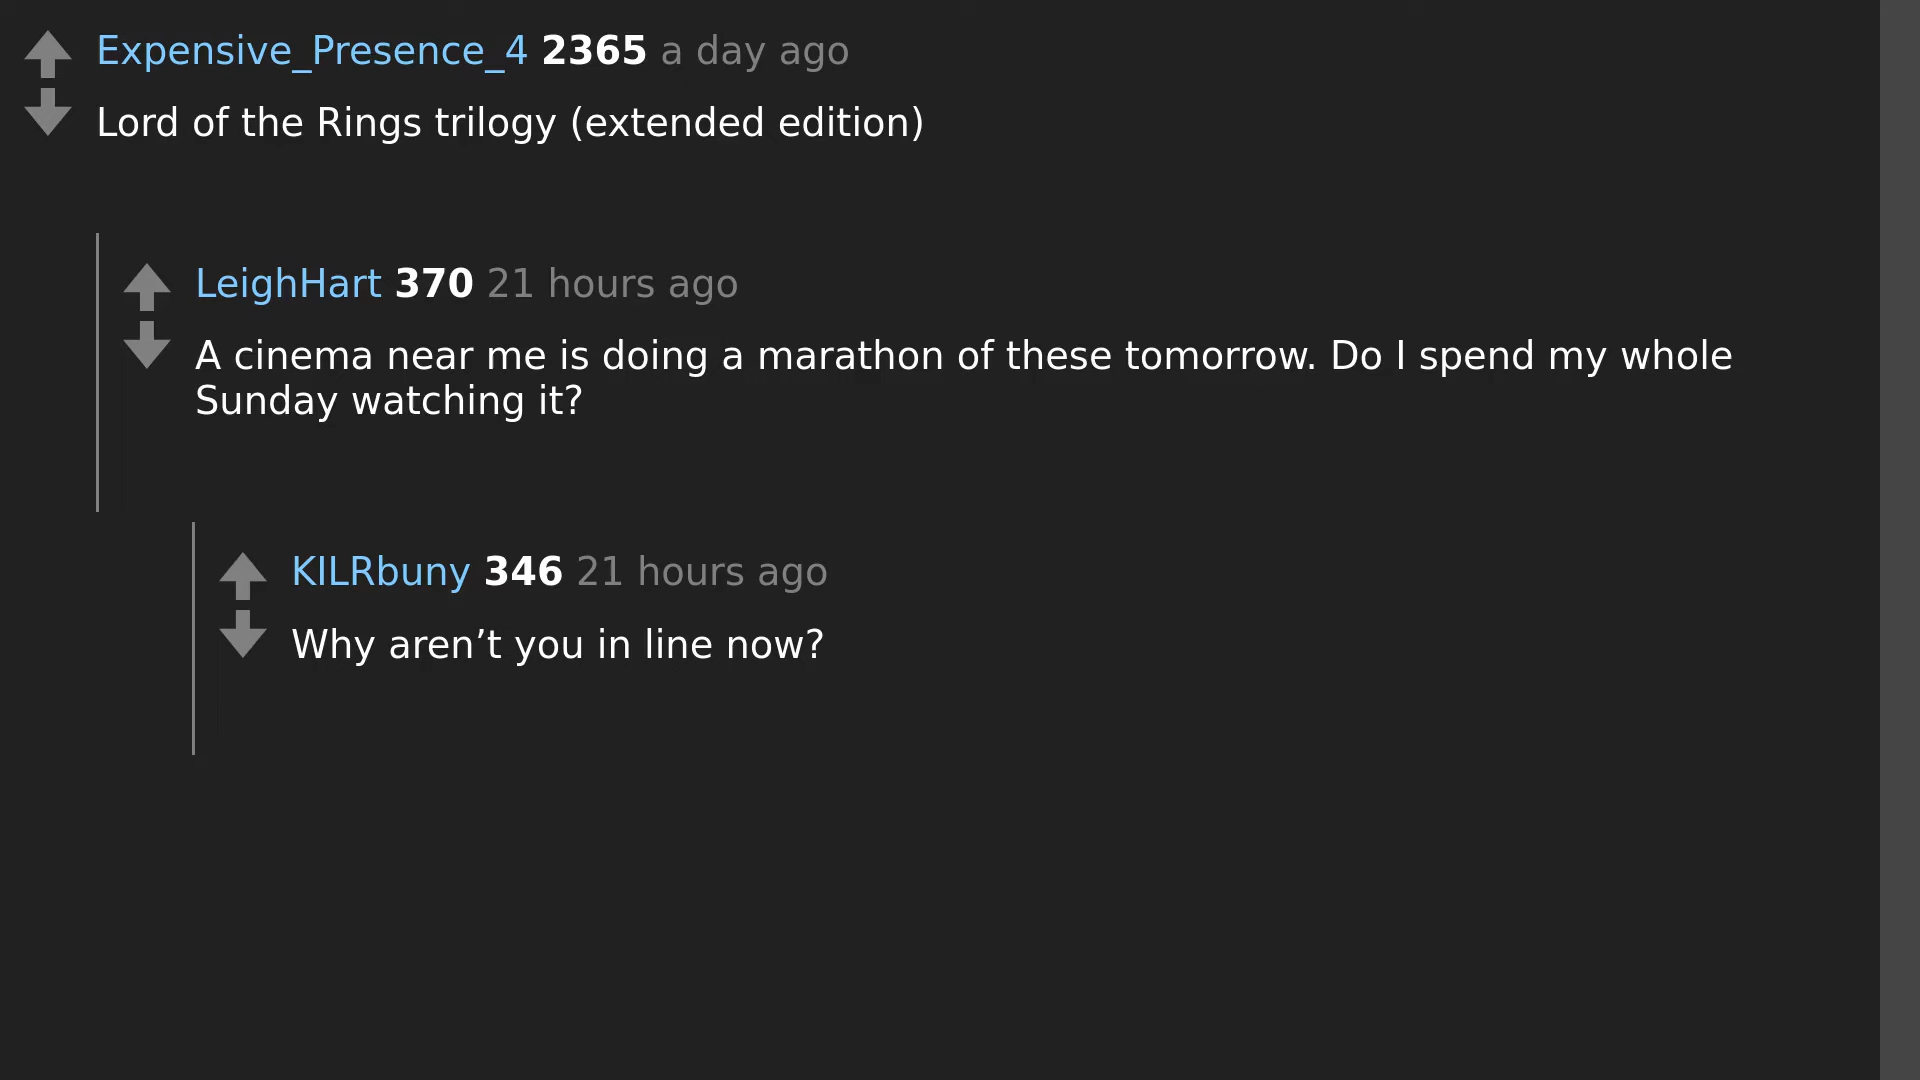 Expensive_Presence_4 2365 a day ago
Lord of the Rings trilogy (extended edition)
LeighHart 370 21 hours ago
A cinema near me is doing a marathon of these tomorrow. Do I spend my whole
Sunday watching it?
KILRbuny 346 21 hours ago
Why aren’t you in line now?